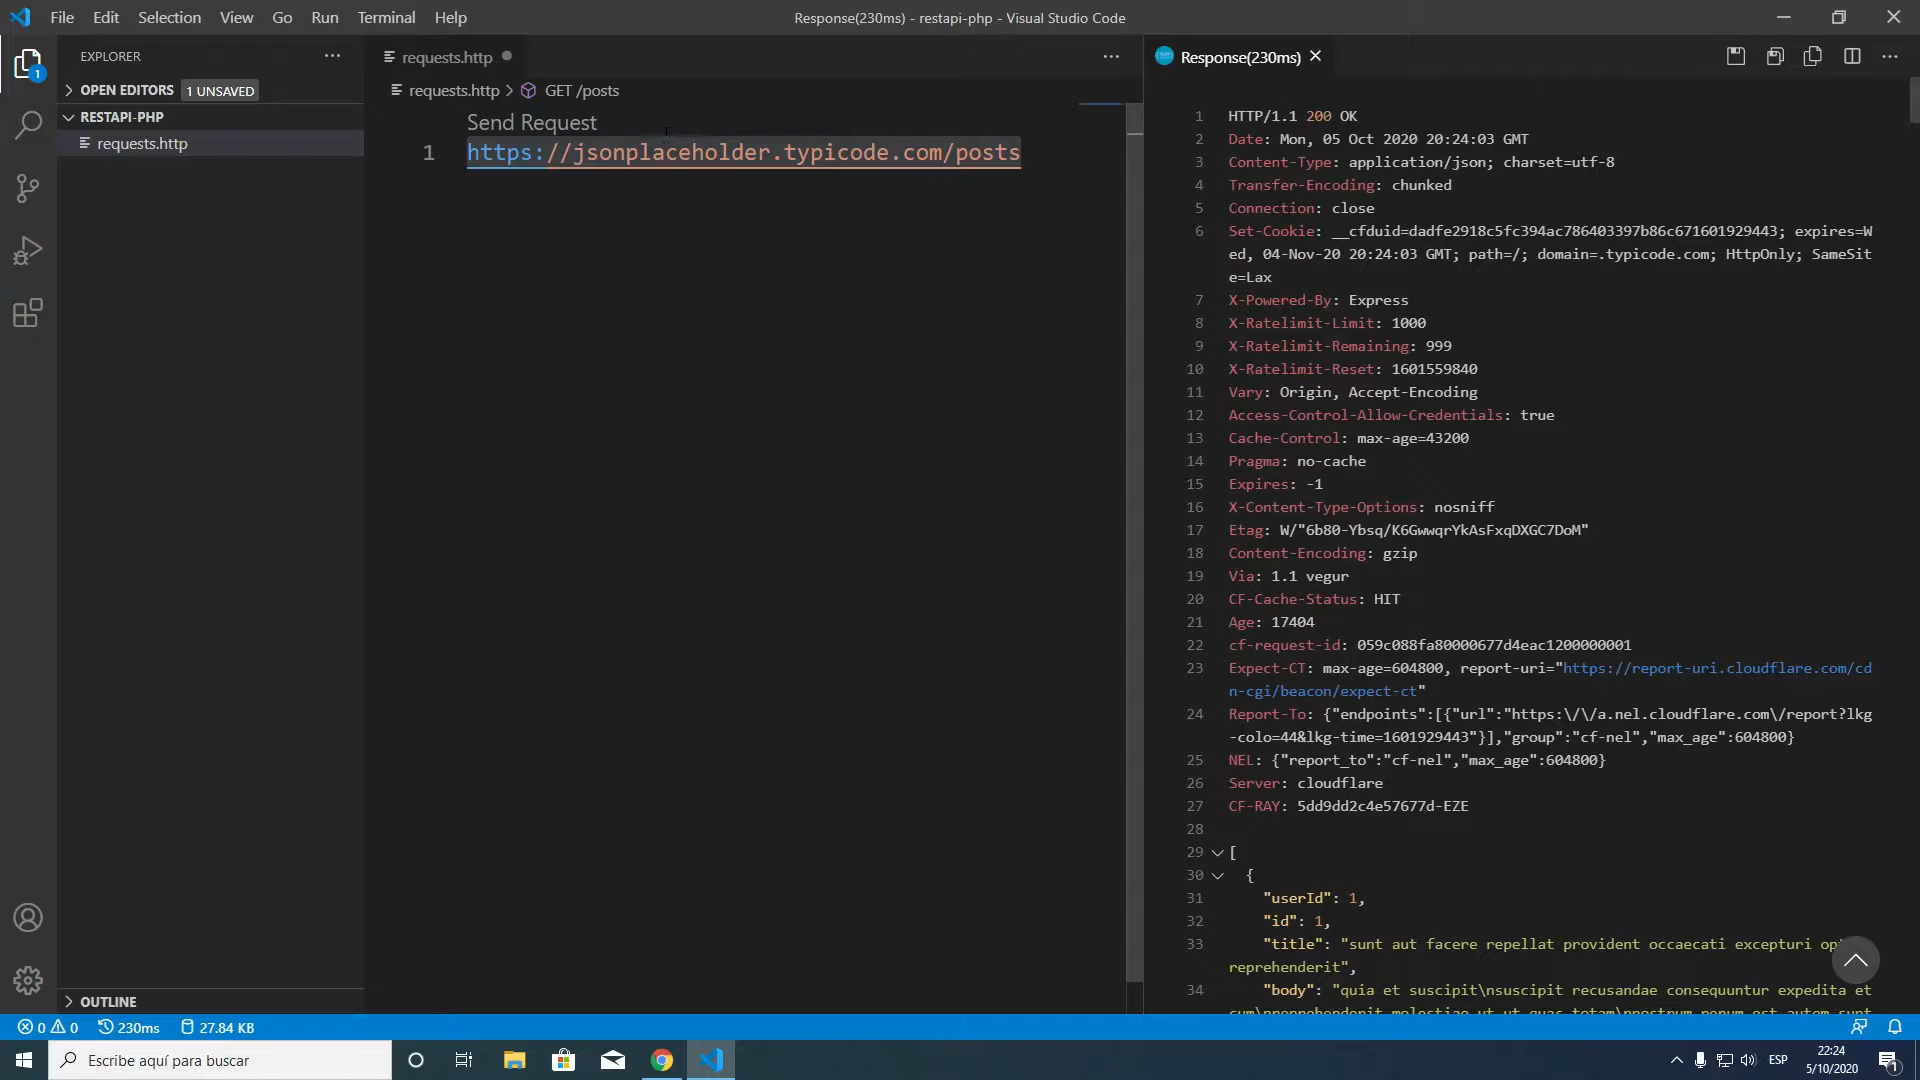 File Edit Selection View Go Run Terminal Help
Response(230ms) - restapi-php - Visual Studio Code
EXPLORER
OPEN EDITORS 1 UNSAVED
RESTAPI-PHP
requests.http
OUTLINE
1
requests.http
requests.http > GET /posts
Send Request
1 https://jsonplaceholder.typicode.com/posts
Response(230ms)
1 HTTP/1.1 200 OK
2 Date: Mon, 05 Oct 2020 20:24:03 GMT
3 Content-Type: application/json; charset=utf-8
4 Transfer-Encoding: chunked
5 Connection: close
6 Set-Cookie: __cfduid=dadfe2918c5fc394ac786403397b86c671601929443; expires=W
ed, 04-Nov-20 20:24:03 GMT; path=/; domain=.typicode.com; HttpOnly; SameSit
e=Lax
7 X-Powered-By: Express
8 X-Ratelimit-Limit: 1000
9 X-Ratelimit-Remaining: 999
10 X-Ratelimit-Reset: 1601559840
11 Vary: Origin, Accept-Encoding
12 Access-Control-Allow-Credentials: true
13 Cache-Control: max-age=43200
14 Pragma: no-cache
15 Expires: -1
16 X-Content-Type-Options: nosniff
17 Etag: W/"6b80-Ybsq/K6GwwqrYkAsFxqDXGC7DoM"
18 Content-Encoding: gzip
19 Via: 1.1 vegur
20 CF-Cache-Status: HIT
21 Age: 17404
22 cf-request-id: 059c088fa80000677d4eac1200000001
23 Expect-CT: max-age=604800, report-uri="https://report-uri.cloudflare.com/cd
n-cgi/beacon/expect-ct"
24 Report-To: {"endpoints":[{"url":"https:\/\/a.nel.cloudflare.com\/report?lkg
-colo=44&lkg-time=1601929443"}],"group":"cf-nel","max_age":604800}
25 NEL: {"report_to":"cf-nel","max_age":604800}
26 Server: cloudflare
27 CF-RAY: 5dd9dd2c4e57677d-EZE
28
29 [
30 {
31 "userId": 1,
32 "id": 1,
33 "title": "sunt aut facere repellat provident occaecati excepturi
reprehenderit",
34 "body": "quia et suscipit\nsuscipit recusandae consequuntur expedita et
0 0 230ms 27.84 KB
Escribe aquí para buscar
ESP
22:24
5/10/2020
1